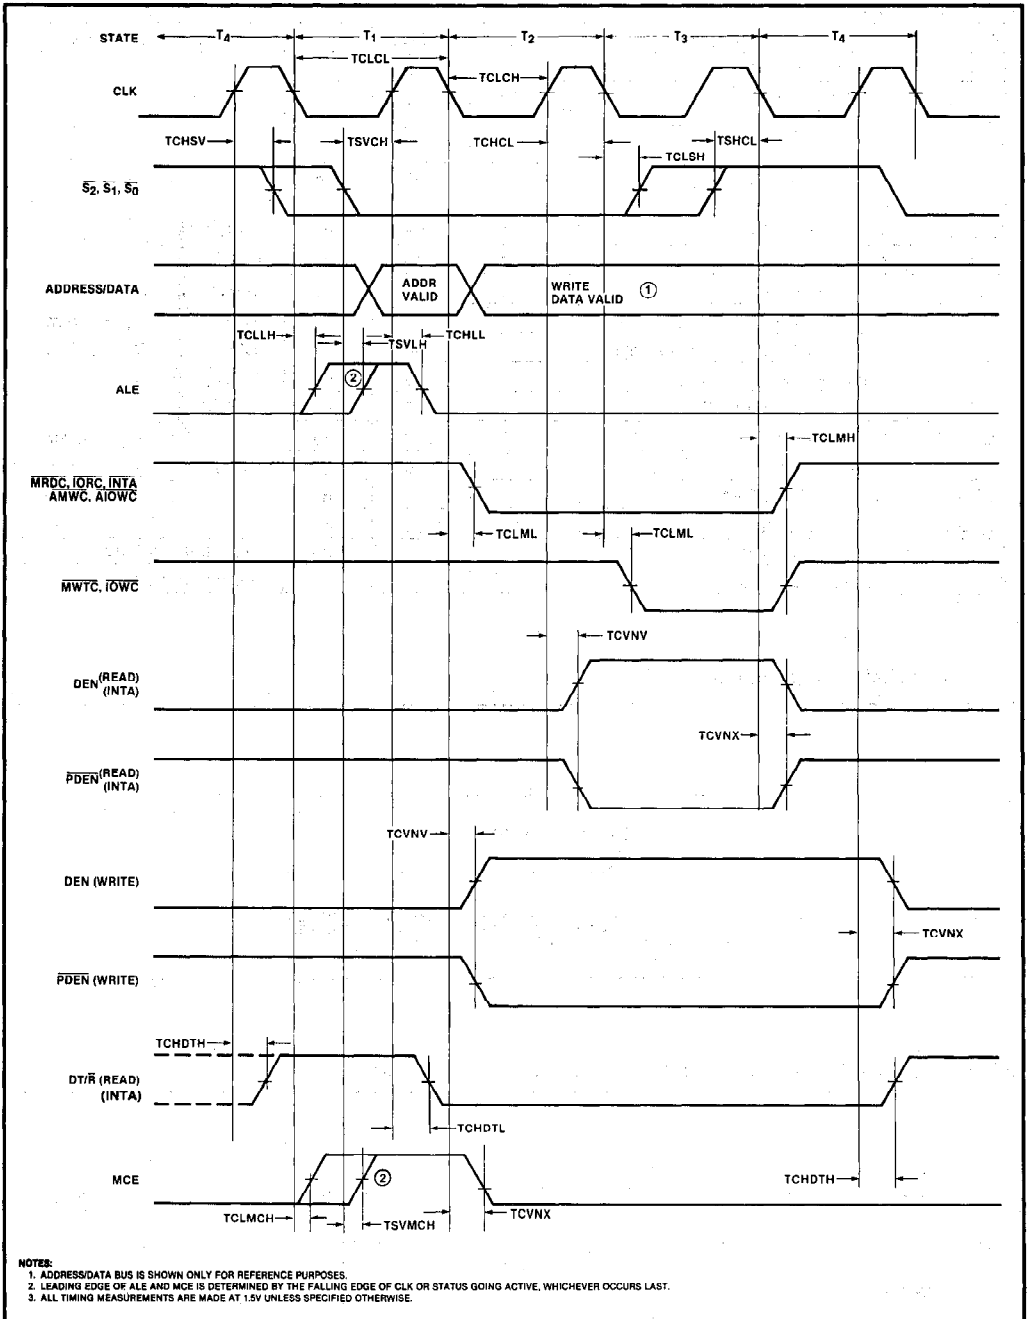 STATE T4 T1 T2 T3 T4
TCLCL
TCLCH
CLK
TCHSV TSVCH TCHCL TSHCL
TCLSH
S2, S1, S0
ADDRESS/DATA ADDR VALID WRITE DATA VALID 1
TCLLH TSVLH TCHLL
ALE 2
TCLMH
MRDC, IORC, INTA
AMWC, AIOWC
TCLML TCLML
MWTC, IOWC
TCVNV
DEN (READ)
(INTA)
TCVNX
PDEN (READ)
(INTA)
TCVNV
DEN (WRITE)
TCVNX
PDEN (WRITE)
TCHDTH
DT/R (READ)
(INTA)
TCHDTL
MCE 2 TCHDTH
TCLMCH TSVMCH TCVNX
NOTES:
1. ADDRESS/DATA BUS IS SHOWN ONLY FOR REFERENCE PURPOSES.
2. LEADING EDGE OF ALE AND MCE IS DETERMINED BY THE FALLING EDGE OF CLK OR STATUS GOING ACTIVE, WHICHEVER OCCURS LAST.
3. ALL TIMING MEASUREMENTS ARE MADE AT 1.5V UNLESS SPECIFIED OTHERWISE.